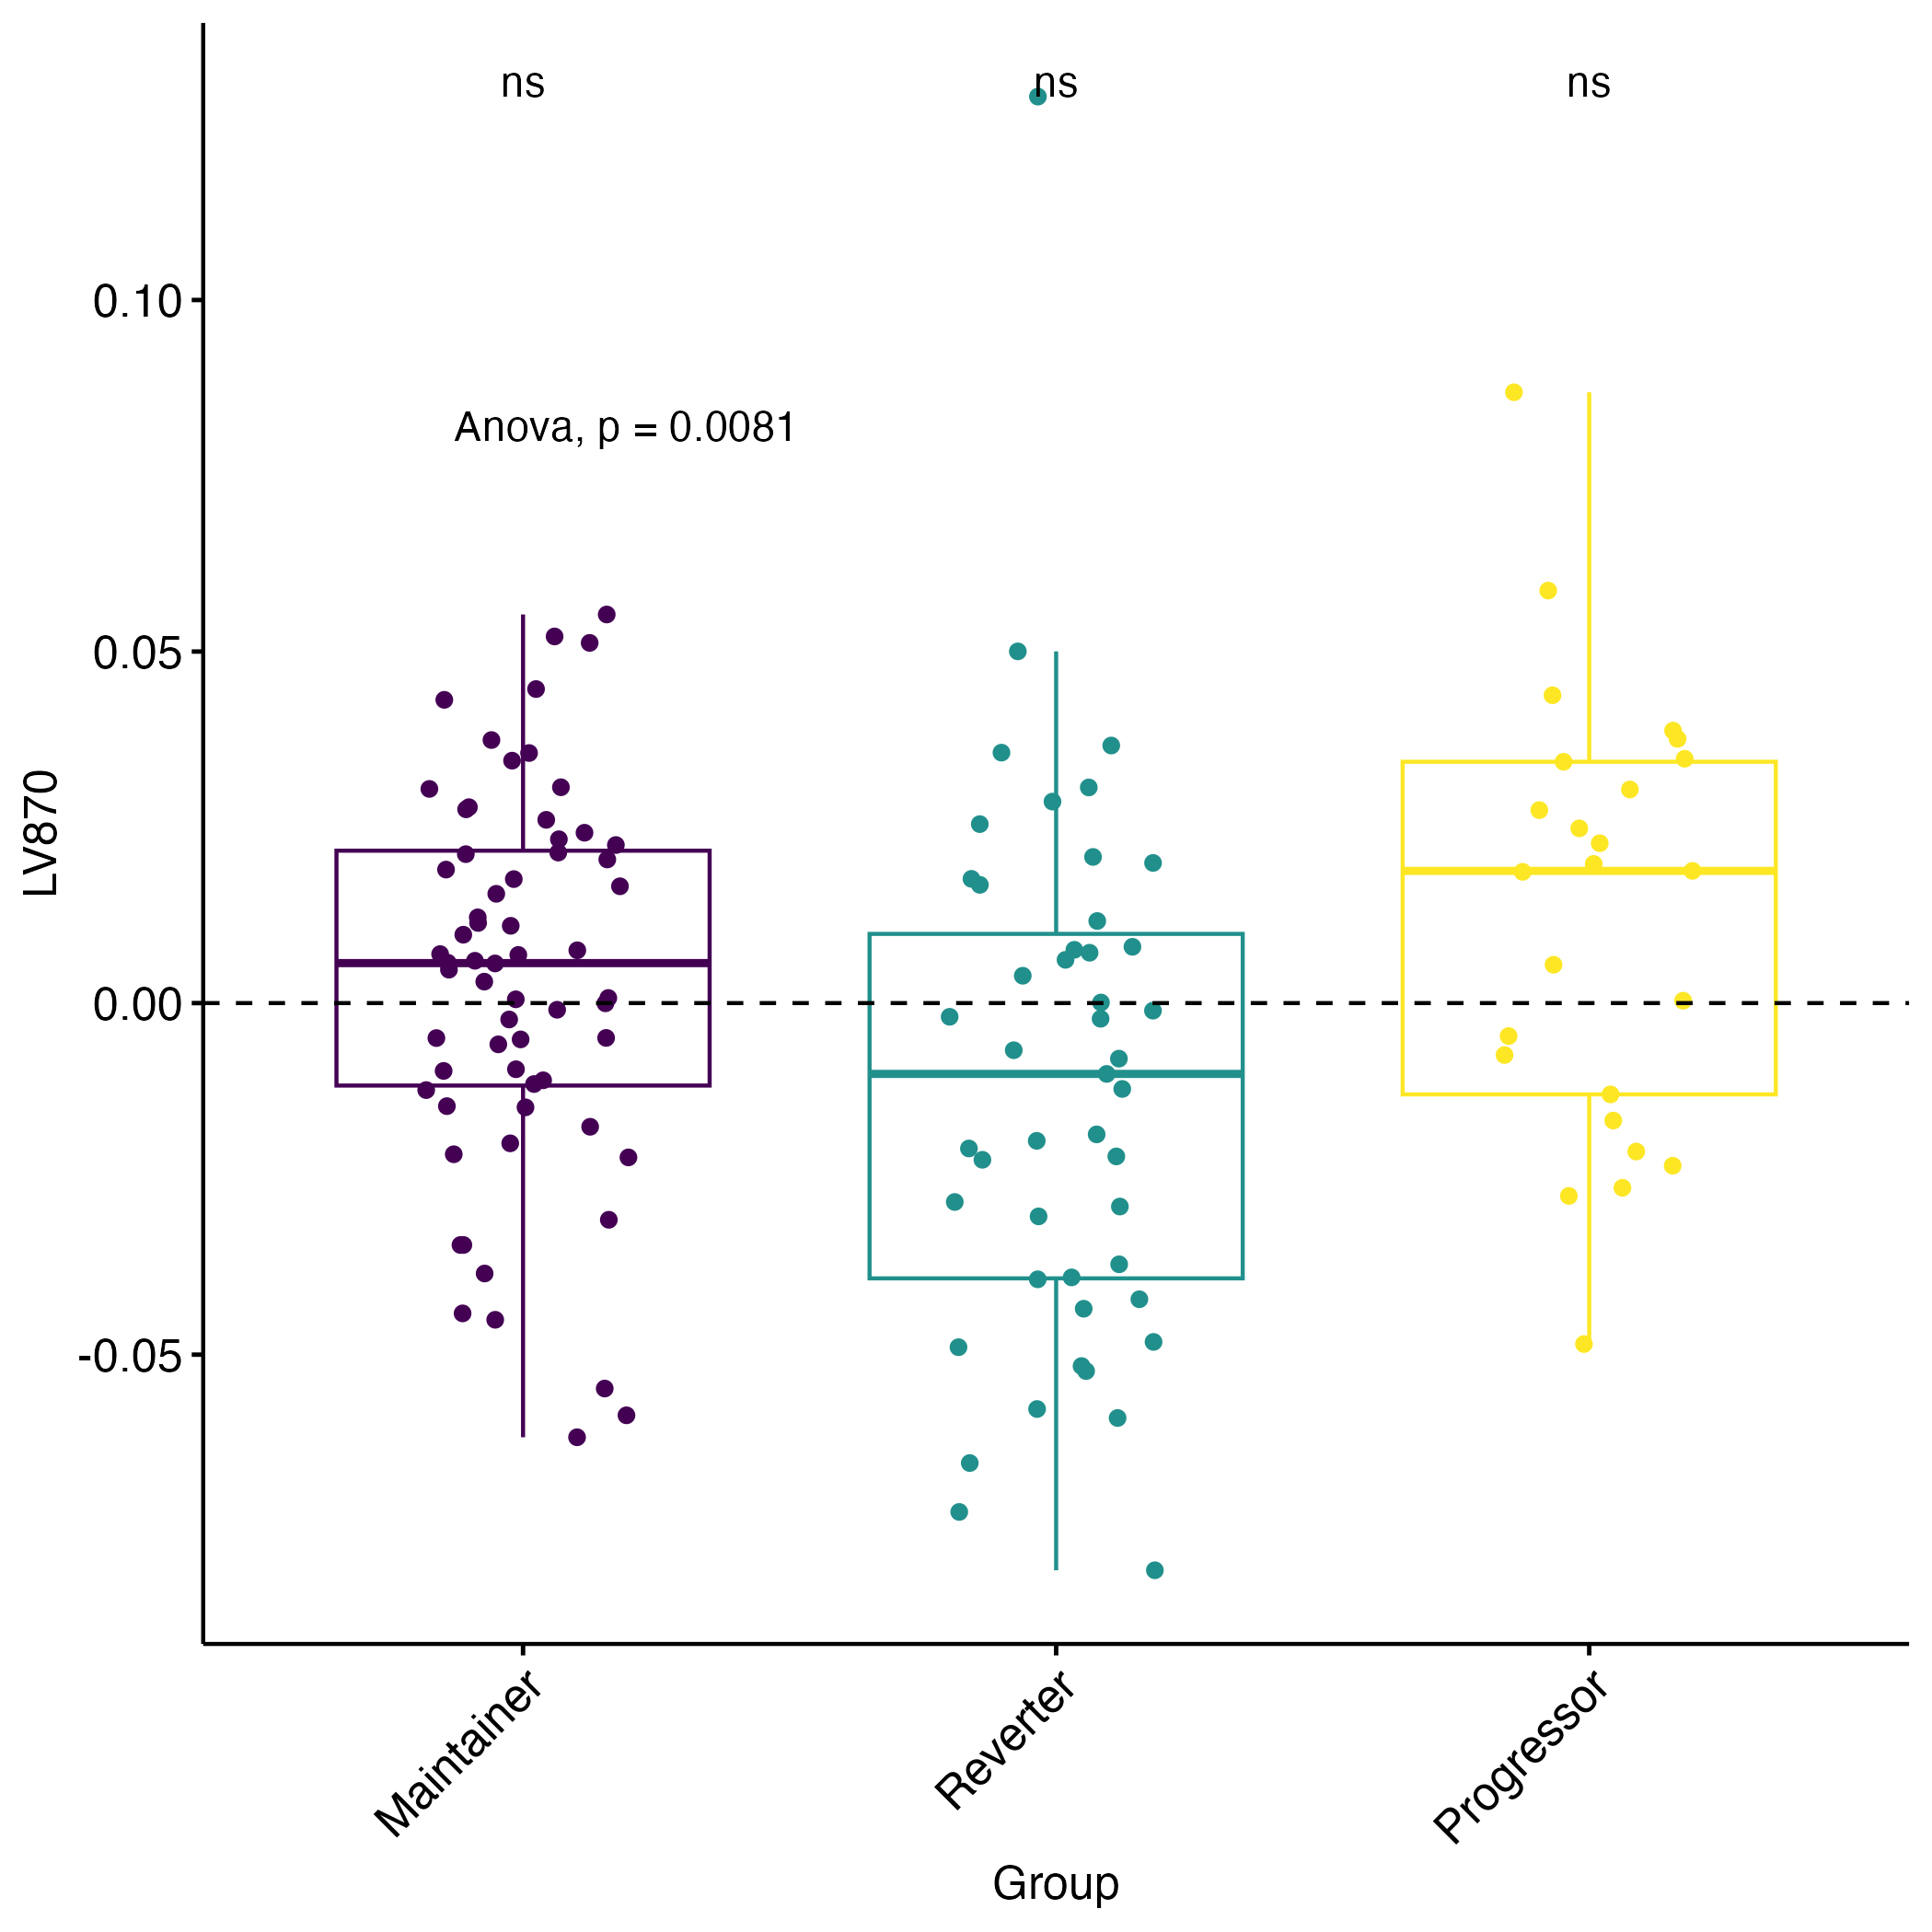 ns ns ns
0.10
Anova, p = 0.0081
0.05
LV870
0.00
-0.05
Maintainer Reverter Progressor
Group